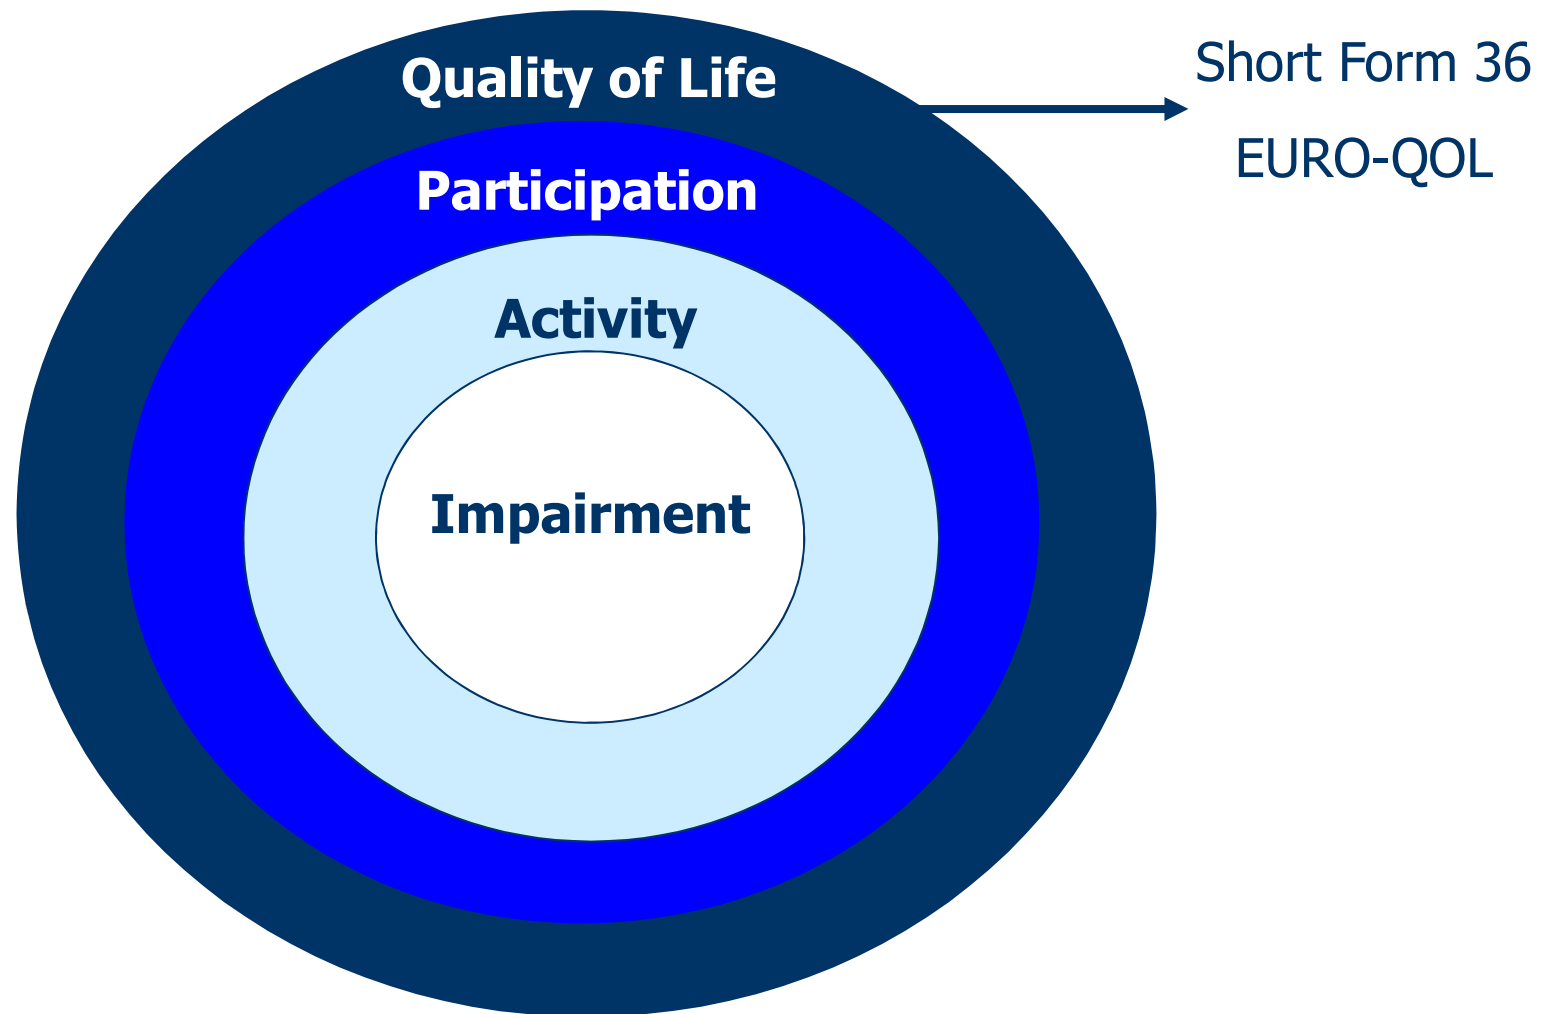 Quality of Life
Short Form 36
EURO-QOL
Participation
Activity
Impairment